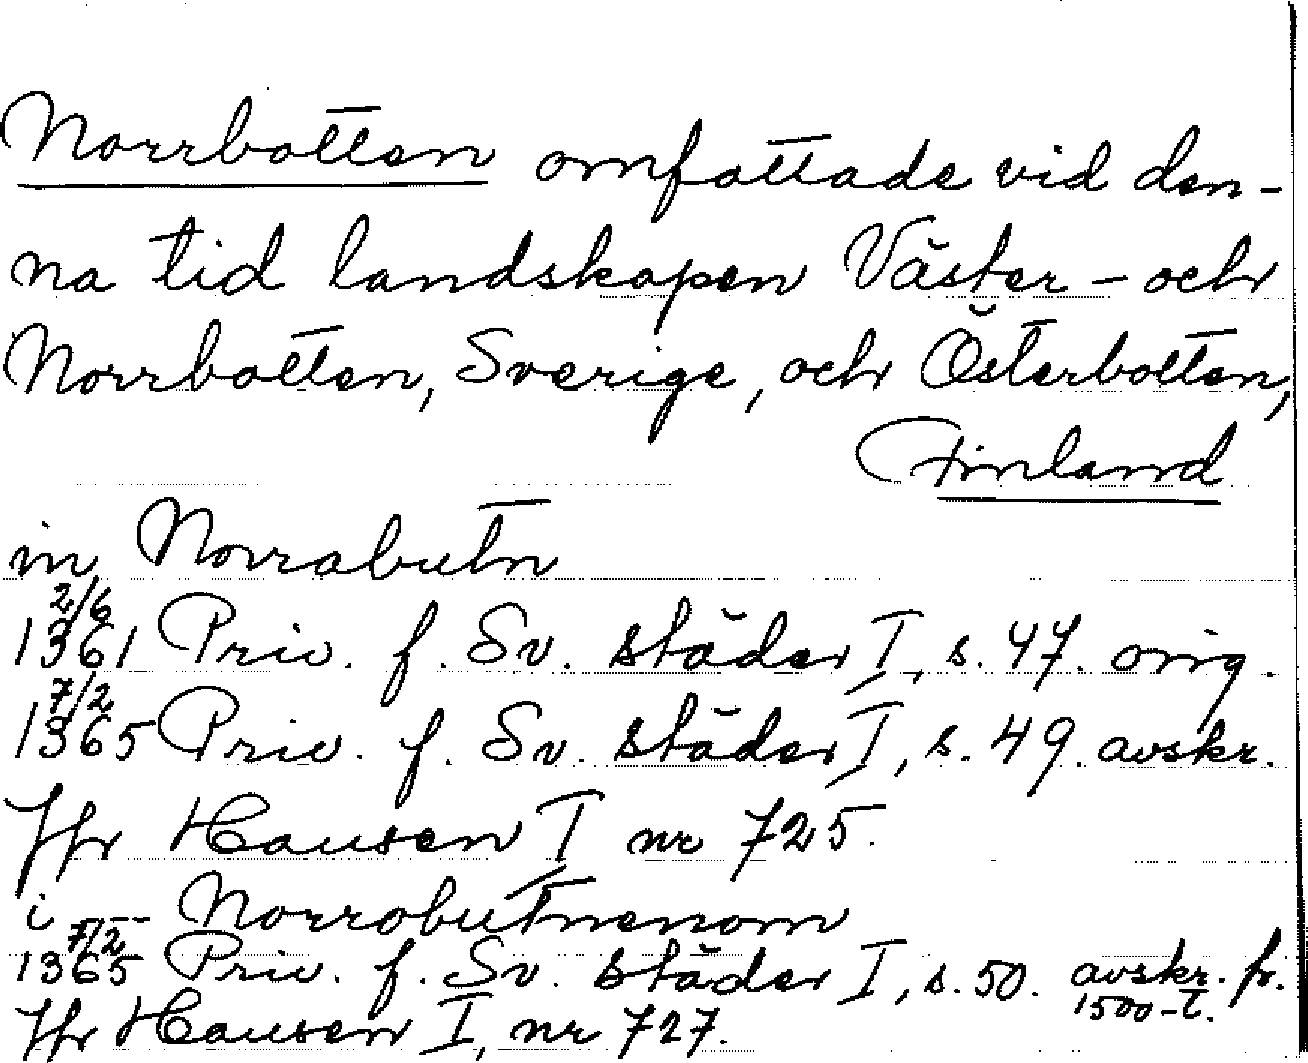 Norrbotten omfattade vid den-
na tid landskapen Väster- och
Norrbotten, Sverige, och Österbotten,
Finland
in Norrabutn
2/6
1361 Priv. f. Sv. städer I, s. 47. orig.
7/2
1365 Priv. f. Sv. städer I, s. 49. avskr.
Jfr Hausen I nr 725.
i -- Norrobutnenom
7/2
1365 Priv. f. Sv. städer I, s. 50. avskr. fr.
1500-t.
Jfr Hausen I, nr 727.